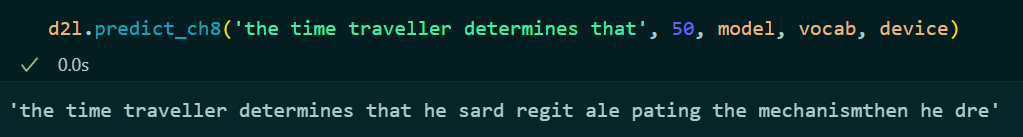 d2l.predict_ch8('the time traveller determines that', 50, model, vocab, device)
0.0s
'the time traveller determines that he sard regit ale pating the mechanismthen he dre'